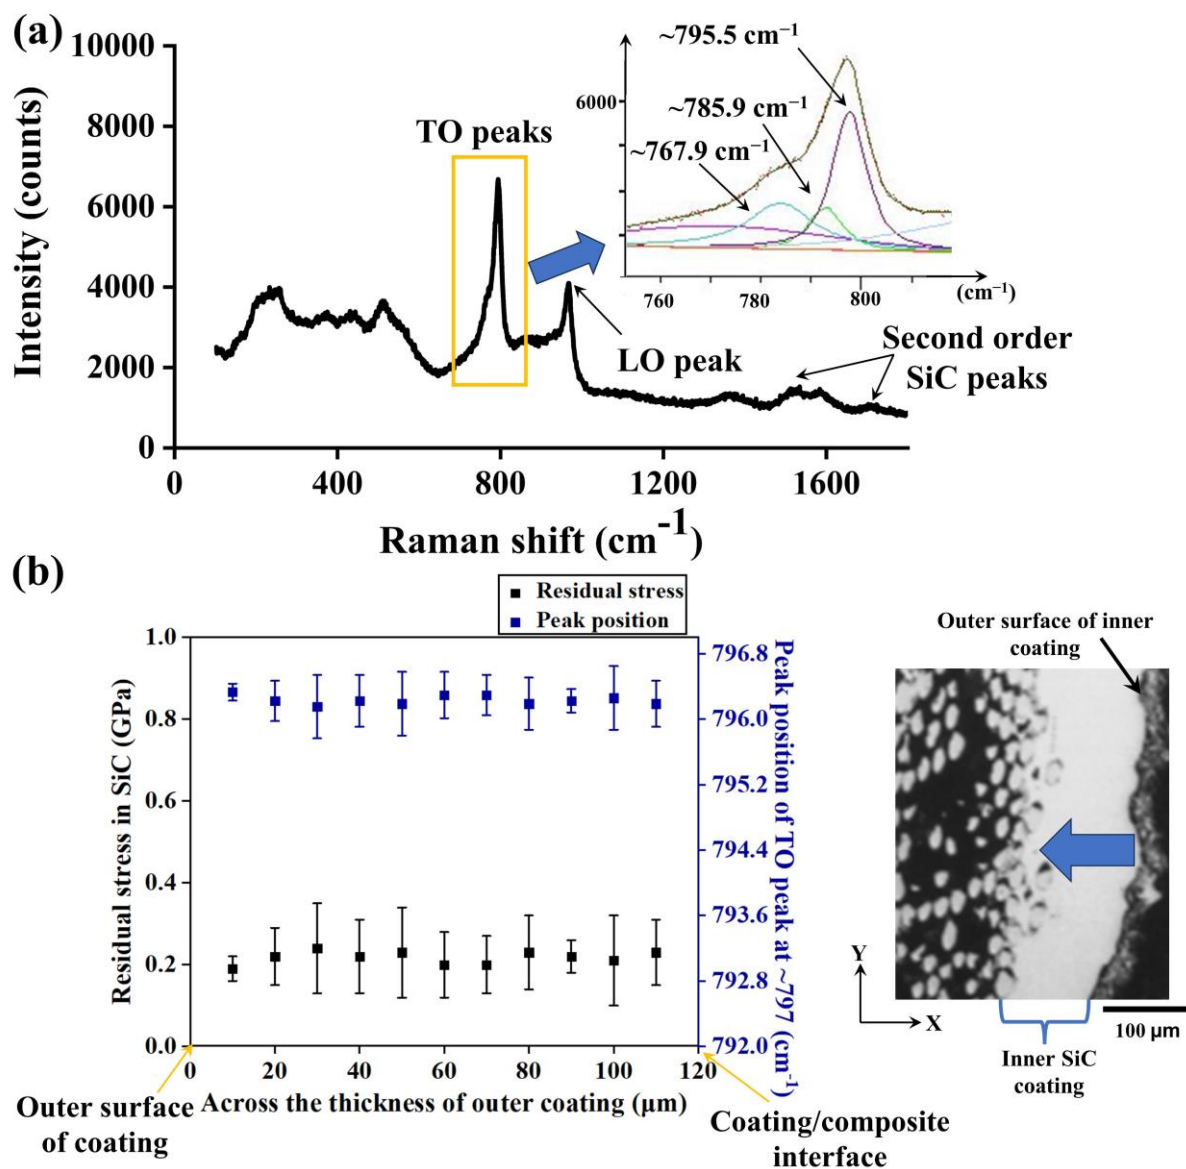 (a)
10000
8000
6000
4000
2000
0
Intensity (counts)
0
400
800
1200
1600
Raman shift (cm⁻¹)
TO peaks
LO peak
Second order
SiC peaks
~795.5 cm⁻¹
~785.9 cm⁻¹
~767.9 cm⁻¹
6000
760
780
800
(cm⁻¹)
(b)
Residual stress
Peak position
1.0
0.8
0.6
0.4
0.2
0.0
Residual stress in SiC (GPa)
796.8
796.0
795.2
794.4
793.6
792.8
792.0
Peak position of TO peak at ~797 (cm⁻¹)
0
20
40
60
80
100
120
Across the thickness of outer coating (μm)
Outer surface
of coating
Coating/composite
interface
Outer surface of inner
coating
Y
X
100 μm
Inner SiC
coating